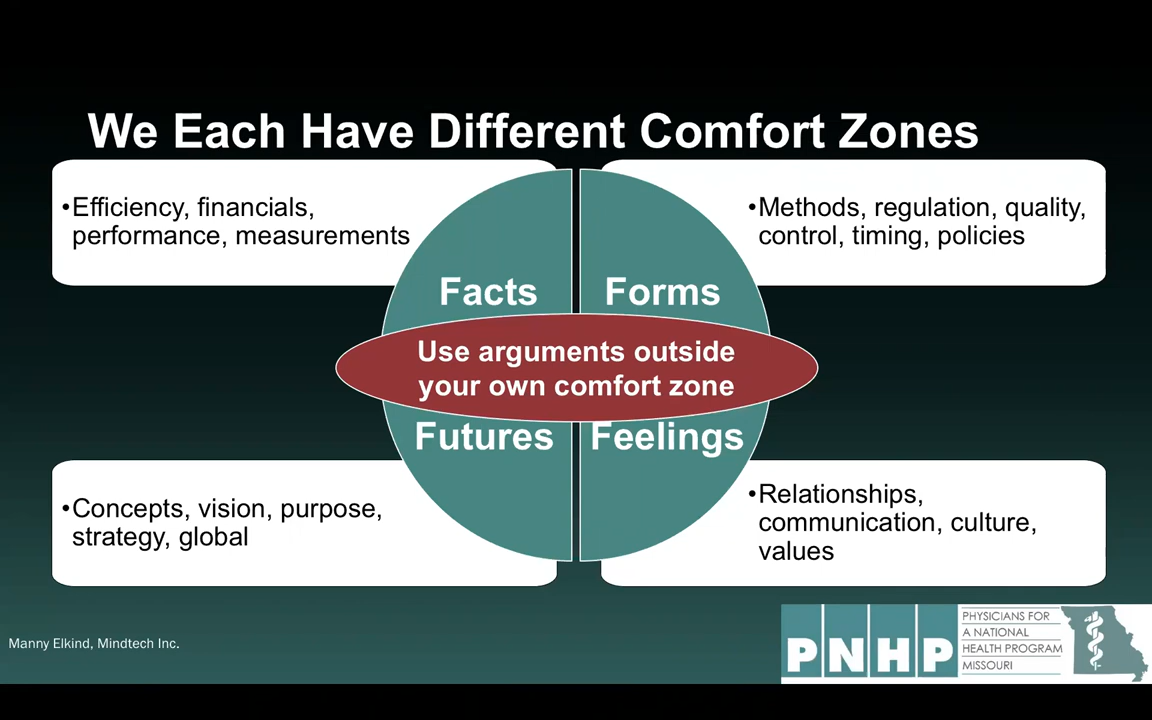 We Each Have Different Comfort Zones
•Efficiency, financials,
performance, measurements
•Methods, regulation, quality,
control, timing, policies
Facts
Forms
Use arguments outside
your own comfort zone
Futures
Feelings
•Concepts, vision, purpose,
strategy, global
•Relationships,
communication, culture,
values
Manny Elkind, Mindtech Inc.
PNHP
PHYSICIANS FOR
A NATIONAL
HEALTH PROGRAM
MISSOURI